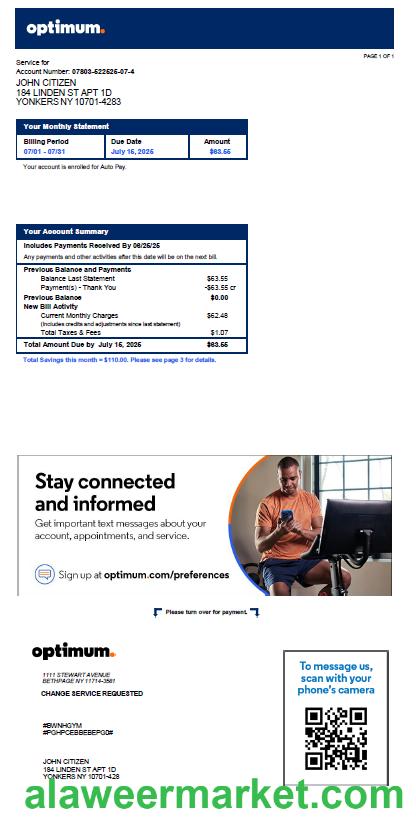 optimum.
PAGE 1 OF 1
Service for
Account Number: 07803-522525-07-4
JOHN CITIZEN
184 LINDEN ST APT 1D
YONKERS NY 10701-4283
Your Monthly Statement
Billing Period Due Date Amount
07/01 - 07/31 July 15, 2025 $63.55
Your account is enrolled for Auto Pay.
Your Account Summary
Includes Payments Received By 06/25/25
Any payments and other activities after this date will be on the next bill.
Previous Balance and Payments
Balance Last Statement $63.55
Payment(s) - Thank You -$63.55 cr
Previous Balance $0.00
New Bill Activity
Current Monthly Charges $62.48
(Includes credits and adjustments since last statement)
Total Taxes & Fees $1.07
Total Amount Due by July 15, 2025 $63.55
Total Savings this month = $110.00. Please see page 3 for details.
Stay connected
and informed
Get important text messages about your
account, appointments, and service.
Sign up at optimum.com/preferences
Please turn over for payment.
optimum.
1111 STEWART AVENUE
BETHPAGE NY 11714-3581
CHANGE SERVICE REQUESTED
To message us,
scan with your
phone's camera
#BWNHGYM
#PGHPCEBBEBEPG0#
JOHN CITIZEN
184 LINDEN ST APT 1D
YONKERS NY 10701-428
alaweermarket.com